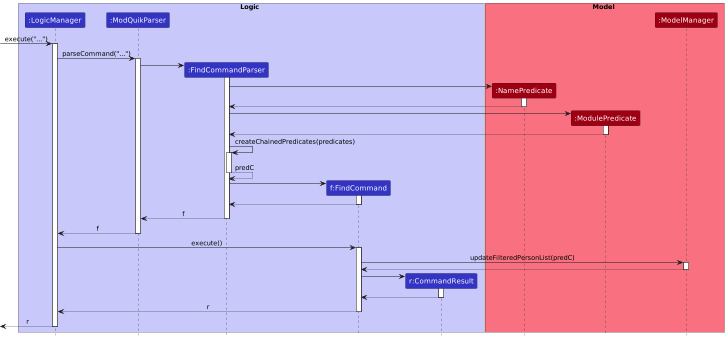 Logic
Model
:LogicManager
:ModQuikParser
:ModelManager
execute("...")
parseCommand("...")
:FindCommandParser
:NamePredicate
:ModulePredicate
createChainedPredicates(predicates)
predC
f:FindCommand
f
f
execute()
updateFilteredPersonList(predC)
r:CommandResult
r
r